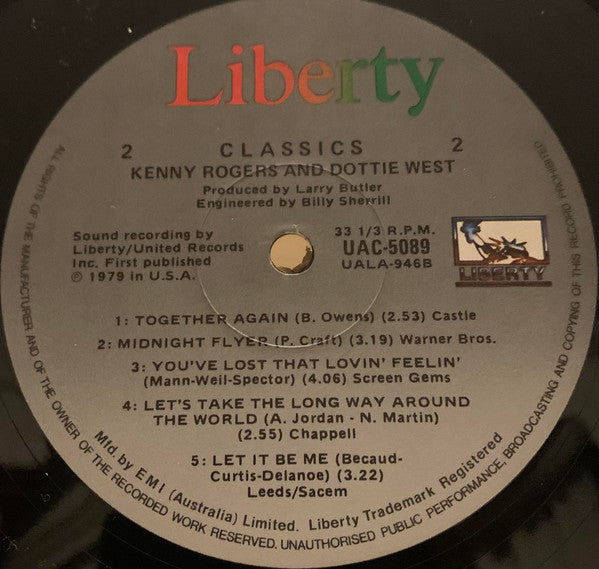 Liberty
2 CLASSICS 2
KENNY ROGERS AND DOTTIE WEST
Produced by Larry Butler
Engineered by Billy Sherrill
Sound recording by
Liberty/United Records
Inc. First published
℗ 1979 in U.S.A.
33 1/3 R.P.M.
UAC-5089
UALA-946B
LIBERTY
1: TOGETHER AGAIN (B. Owens) (2.53) Castle
2: MIDNIGHT FLYER (P. Craft) (3.19) Warner Bros.
3: YOU'VE LOST THAT LOVIN' FEELIN'
(Mann-Weil-Spector) (4.06) Screen Gems
4: LET'S TAKE THE LONG WAY AROUND
THE WORLD (A. Jordan - N. Martin)
(2.55) Chappell
5: LET IT BE ME (Becaud-
Curtis-Delanoe) (3.22)
Leeds/Sacem
Mfd. by EMI (Australia) Limited. Liberty Trademark Registered
ALL RIGHTS OF THE MANUFACTURER AND OF THE OWNER OF THE RECORDED WORK RESERVED. UNAUTHORISED PUBLIC PERFORMANCE, BROADCASTING AND COPYING OF THIS RECORD PROHIBITED